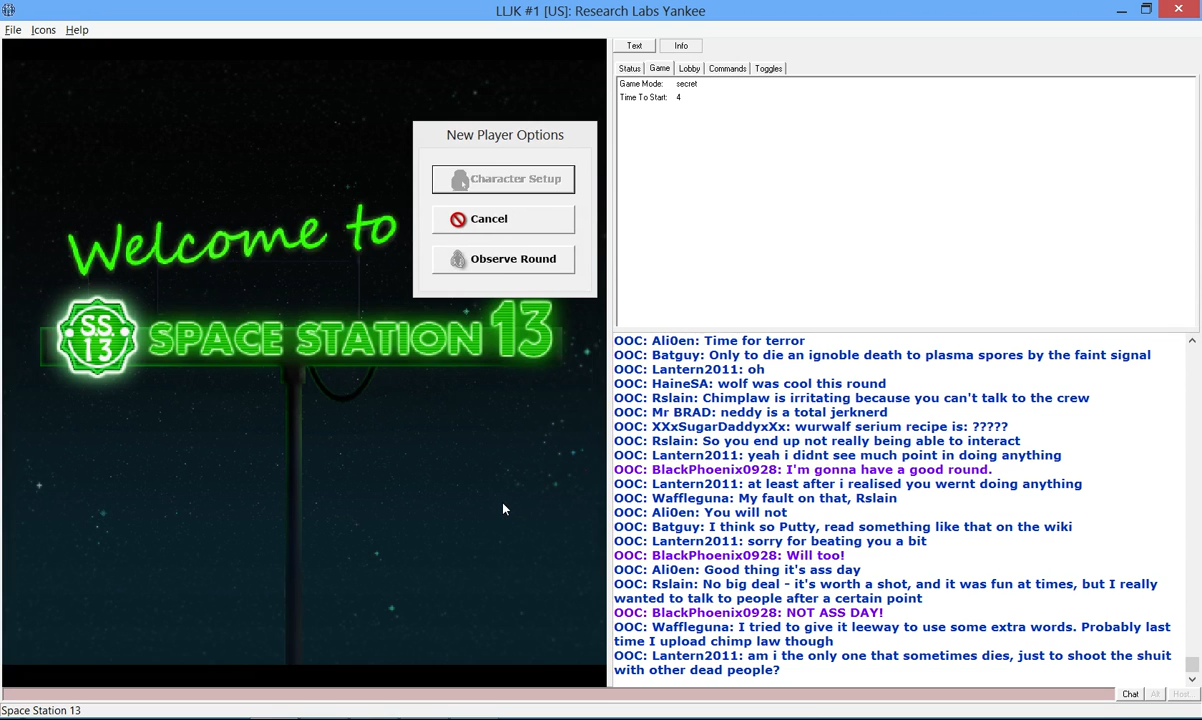 LLJK #1 [US]: Research Labs Yankee
File Icons Help
Text Info
Status Game Lobby Commands Toggles
Game Mode: secret
Time To Start: 4
New Player Options
Character Setup
Cancel
Observe Round
Welcome to
S.S. 13 SPACE STATION 13
OOC: Ali0en: Time for terror
OOC: Batguy: Only to die an ignoble death to plasma spores by the faint signal
OOC: Lantern2011: oh
OOC: HaineSA: wolf was cool this round
OOC: Rslain: Chimplaw is irritating because you can't talk to the crew
OOC: Mr BRAD: neddy is a total jerknerd
OOC: XXxSugarDaddyxXx: wurwalf serium recipe is: ?????
OOC: Rslain: So you end up not really being able to interact
OOC: Lantern2011: yeah i didnt see much point in doing anything
OOC: BlackPhoenix0928: I'm gonna have a good round.
OOC: Lantern2011: at least after i realised you wernt doing anything
OOC: Waffleguna: My fault on that, Rslain
OOC: Ali0en: You will not
OOC: Batguy: I think so Putty, read something like that on the wiki
OOC: Lantern2011: sorry for beating you a bit
OOC: BlackPhoenix0928: Will too!
OOC: Ali0en: Good thing it's ass day
OOC: Rslain: No big deal - it's worth a shot, and it was fun at times, but I really
wanted to talk to people after a certain point
OOC: BlackPhoenix0928: NOT ASS DAY!
OOC: Waffleguna: I tried to give it leeway to use some extra words. Probably last
time I upload chimp law though
OOC: Lantern2011: am i the only one that sometimes dies, just to shoot the shuit
with other dead people?
Chat Alt Host...
Space Station 13